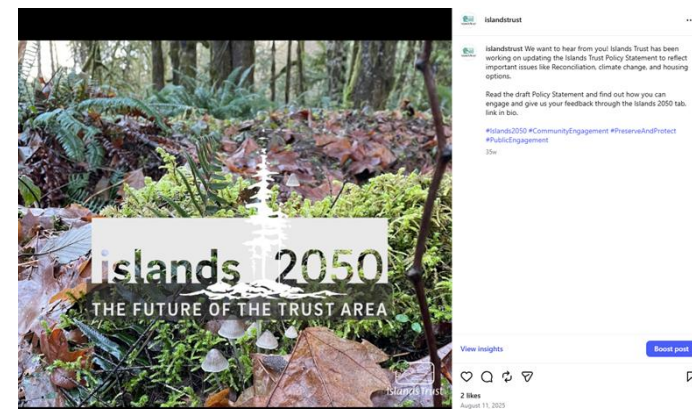 islandstrust
islandstrust We want to hear from you! Islands Trust has been
working on updating the Islands Trust Policy Statement to reflect
important issues like Reconciliation, climate change, and housing
options.
Read the draft Policy Statement and find out how you can
engage and give us your feedback through the Islands 2050 tab.
link in bio.
#Islands2050 #CommunityEngagement #PreserveAndProtect
#PublicEngagement
35w
islands 2050
THE FUTURE OF THE TRUST AREA
Islands Trust
View insights
Boost post
2 likes
August 11, 2025